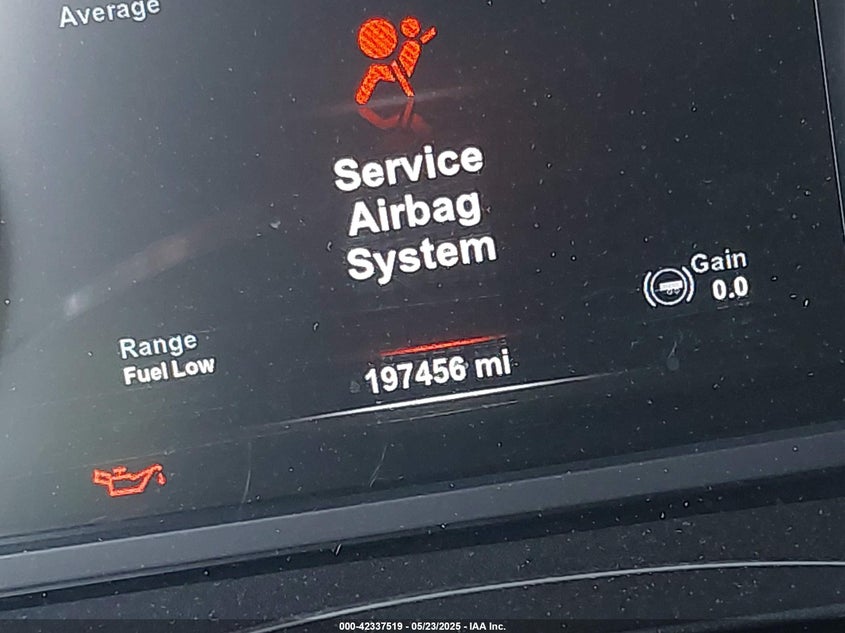 Average
Service
Airbag
System
Gain
0.0
Range
Fuel Low
197456 mi
000-42337519 - 05/23/2025 - IAA Inc.